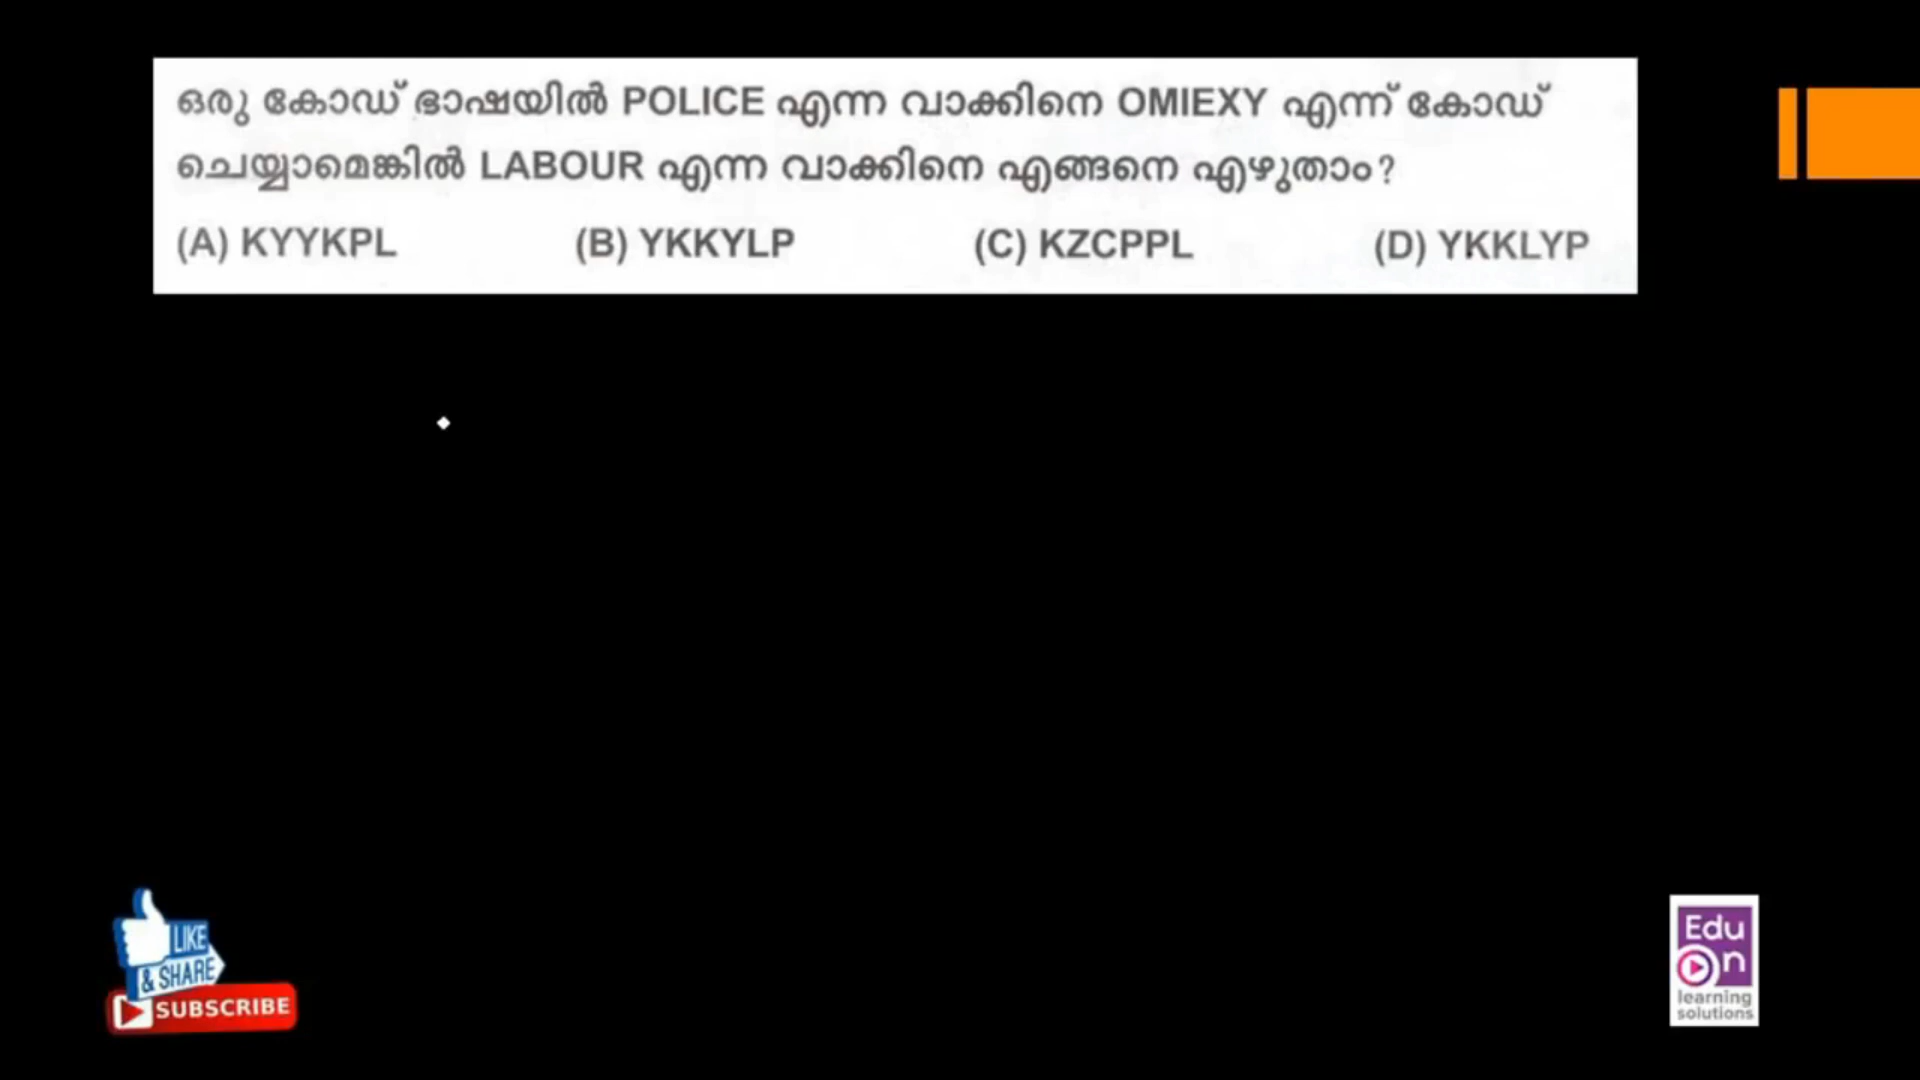 ഒരു കോഡ് ഭാഷയിൽ POLICE എന്ന വാക്കിനെ OMIEXY എന്ന് കോഡ്
ചെയ്യാമെങ്കിൽ LABOUR എന്ന വാക്കിനെ എങ്ങനെ എഴുതാം?
(A) KYYKPL (B) YKKYLP (C) KZCPPL (D) YKKLYP
LIKE
& SHARE
SUBSCRIBE
Edu
On
learning
solutions